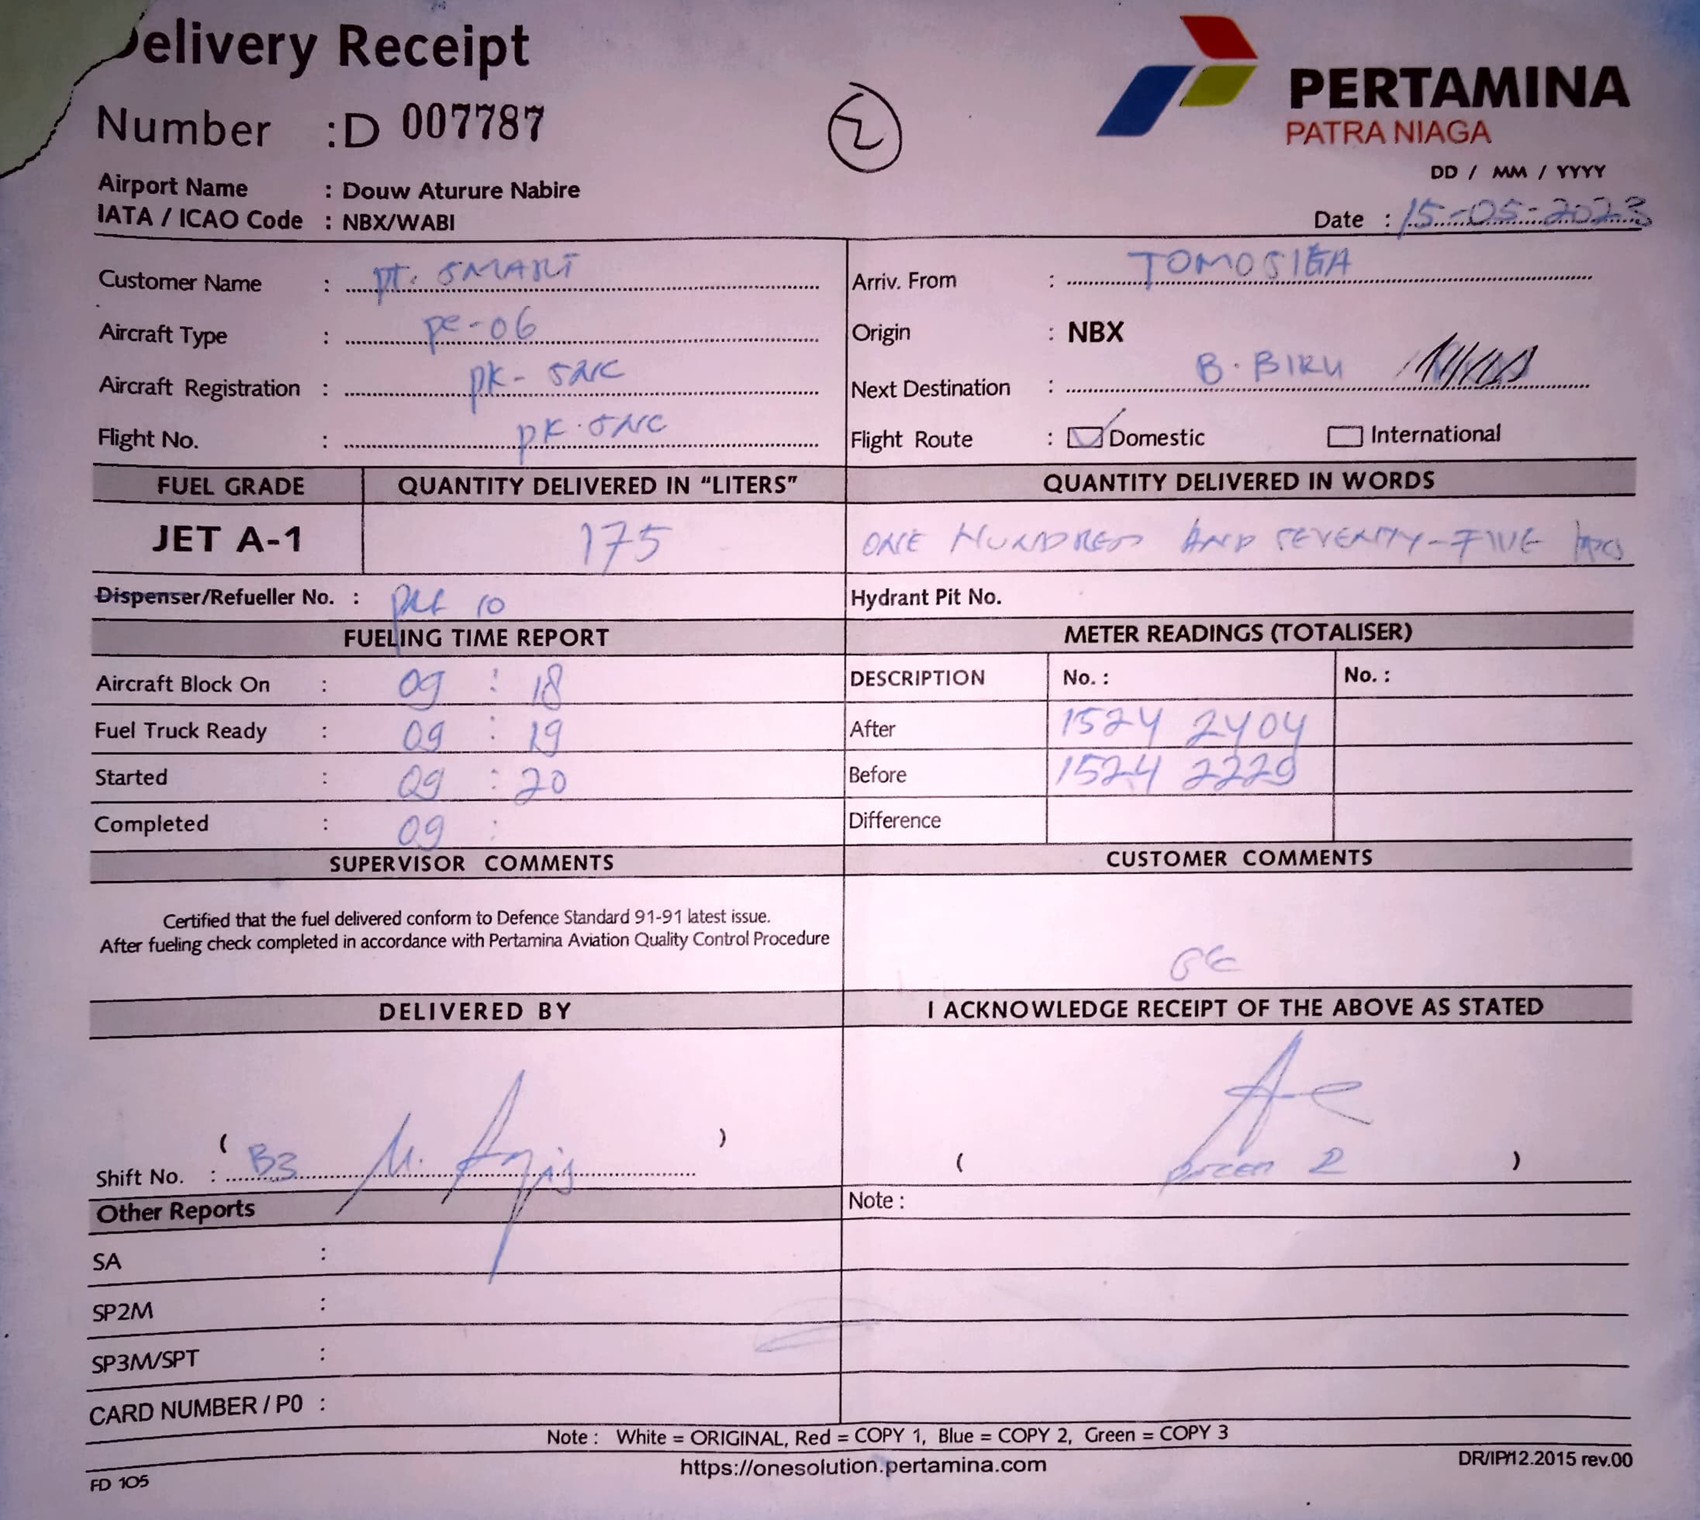 Delivery Receipt
Number : D 007787
2
PERTAMINA
PATRA NIAGA
DD / MM / YYYY
Airport Name : Douw Aturure Nabire
IATA / ICAO Code : NBX/WABI
Date : 15-05-2023
Customer Name : PT. SMART
Arriv. From : TOMOSIGA
Aircraft Type : pc-06
Origin : NBX
Aircraft Registration : PK-SNC
Next Destination : B. BIRU
Flight No. : PK.SNC
Flight Route : Domestic International
FUEL GRADE QUANTITY DELIVERED IN “LITERS” QUANTITY DELIVERED IN WORDS
JET A-1 175 ONE HUNDRED AND SEVENTY-FIVE
Dispenser/Refueller No. : 10 Hydrant Pit No.
FUELING TIME REPORT METER READINGS (TOTALISER)
Aircraft Block On : 09 : 18 DESCRIPTION No. : No. :
Fuel Truck Ready : 09 : 19 After 1524 2404
Started : 09 : 20 Before 1524 2229
Completed : 09 : Difference
SUPERVISOR COMMENTS CUSTOMER COMMENTS
Certified that the fuel delivered conform to Defence Standard 91-91 latest issue.
After fueling check completed in accordance with Pertamina Aviation Quality Control Procedure
DELIVERED BY I ACKNOWLEDGE RECEIPT OF THE ABOVE AS STATED
( ) ( )
Shift No. : B3
Other Reports Note :
SA :
SP2M :
SP3M/SPT :
CARD NUMBER / P0 :
Note : White = ORIGINAL, Red = COPY 1, Blue = COPY 2, Green = COPY 3
https://onesolution.pertamina.com
FD 105
DR/IP/12.2015 rev.00